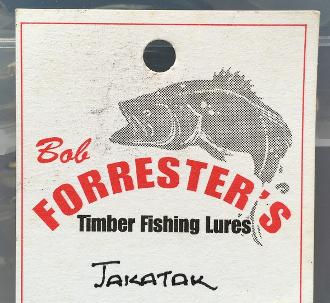 Bob
FORRESTER'S
Timber Fishing Lures
JAKATAK